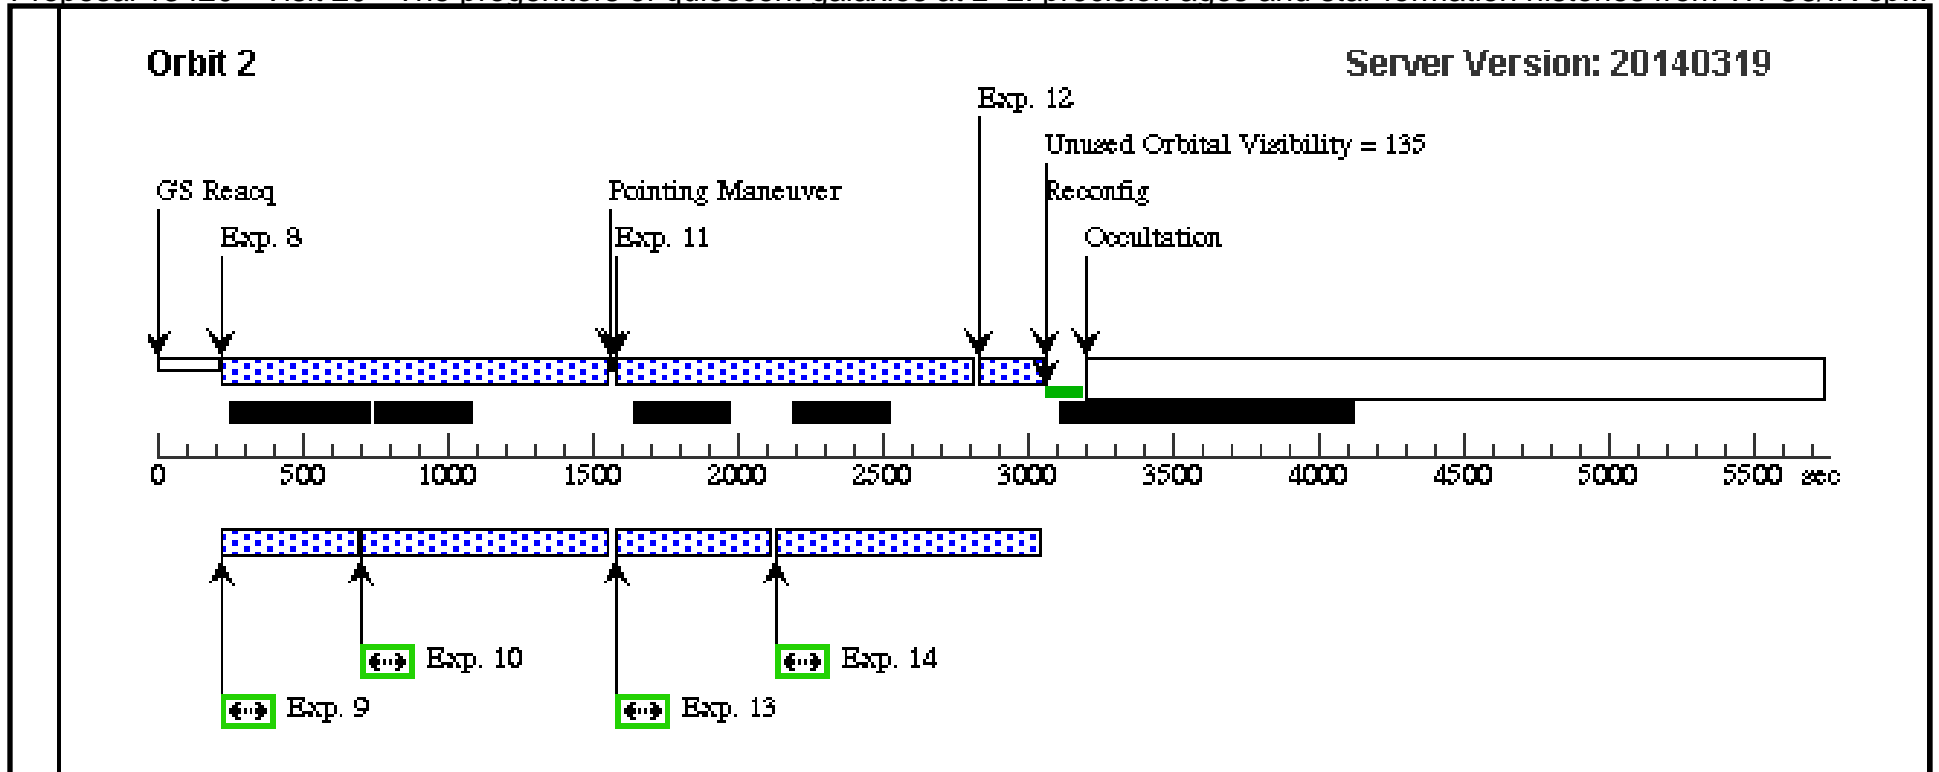 Orbit 2
Server Version: 20140319
Exp. 12
Unused Orbital Visibility = 135
GS Reacq
Pointing Maneuver
Reconfig
Exp. 8
Exp. 11
Occultation
0 500 1000 1500 2000 2500 3000 3500 4000 4500 5000 5500 sec
Exp. 10
Exp. 14
Exp. 9
Exp. 13